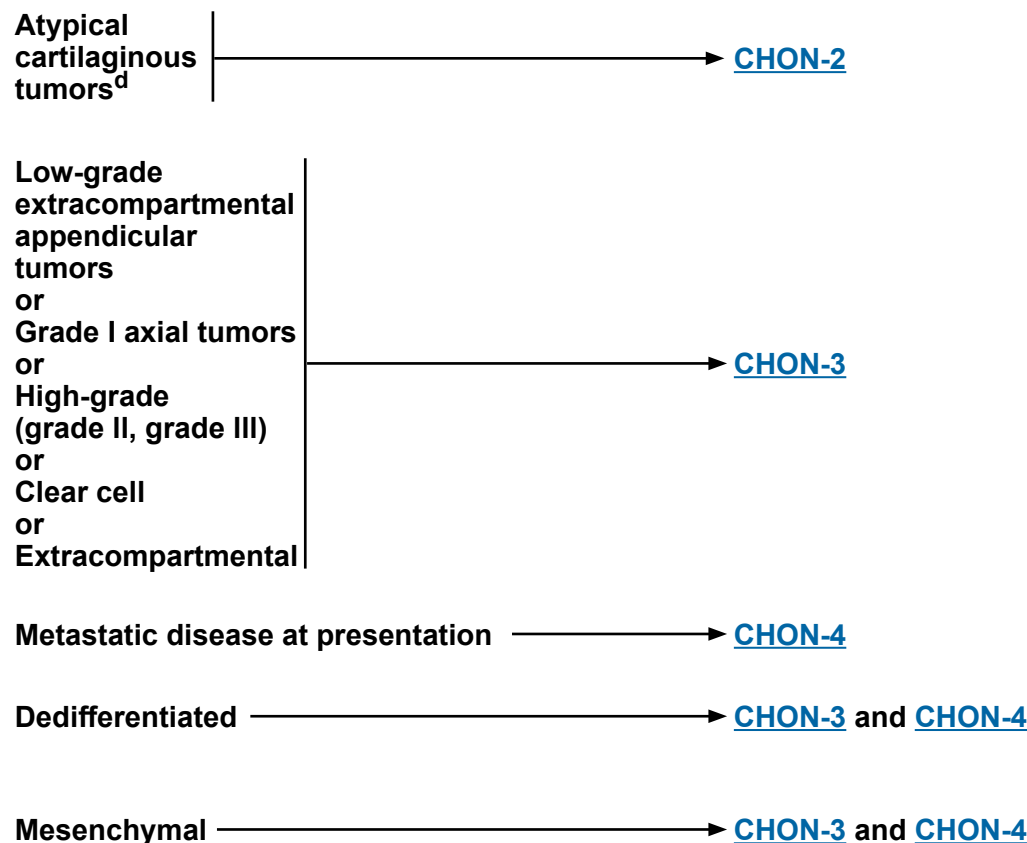 Atypical
cartilaginous
tumorsd
CHON-2
Low-grade
extracompartmental
appendicular
tumors
or
Grade I axial tumors
or
High-grade
(grade II, grade III)
or
Clear cell
or
Extracompartmental
CHON-3
Metastatic disease at presentation CHON-4
Dedifferentiated CHON-3 and CHON-4
Mesenchymal CHON-3 and CHON-4